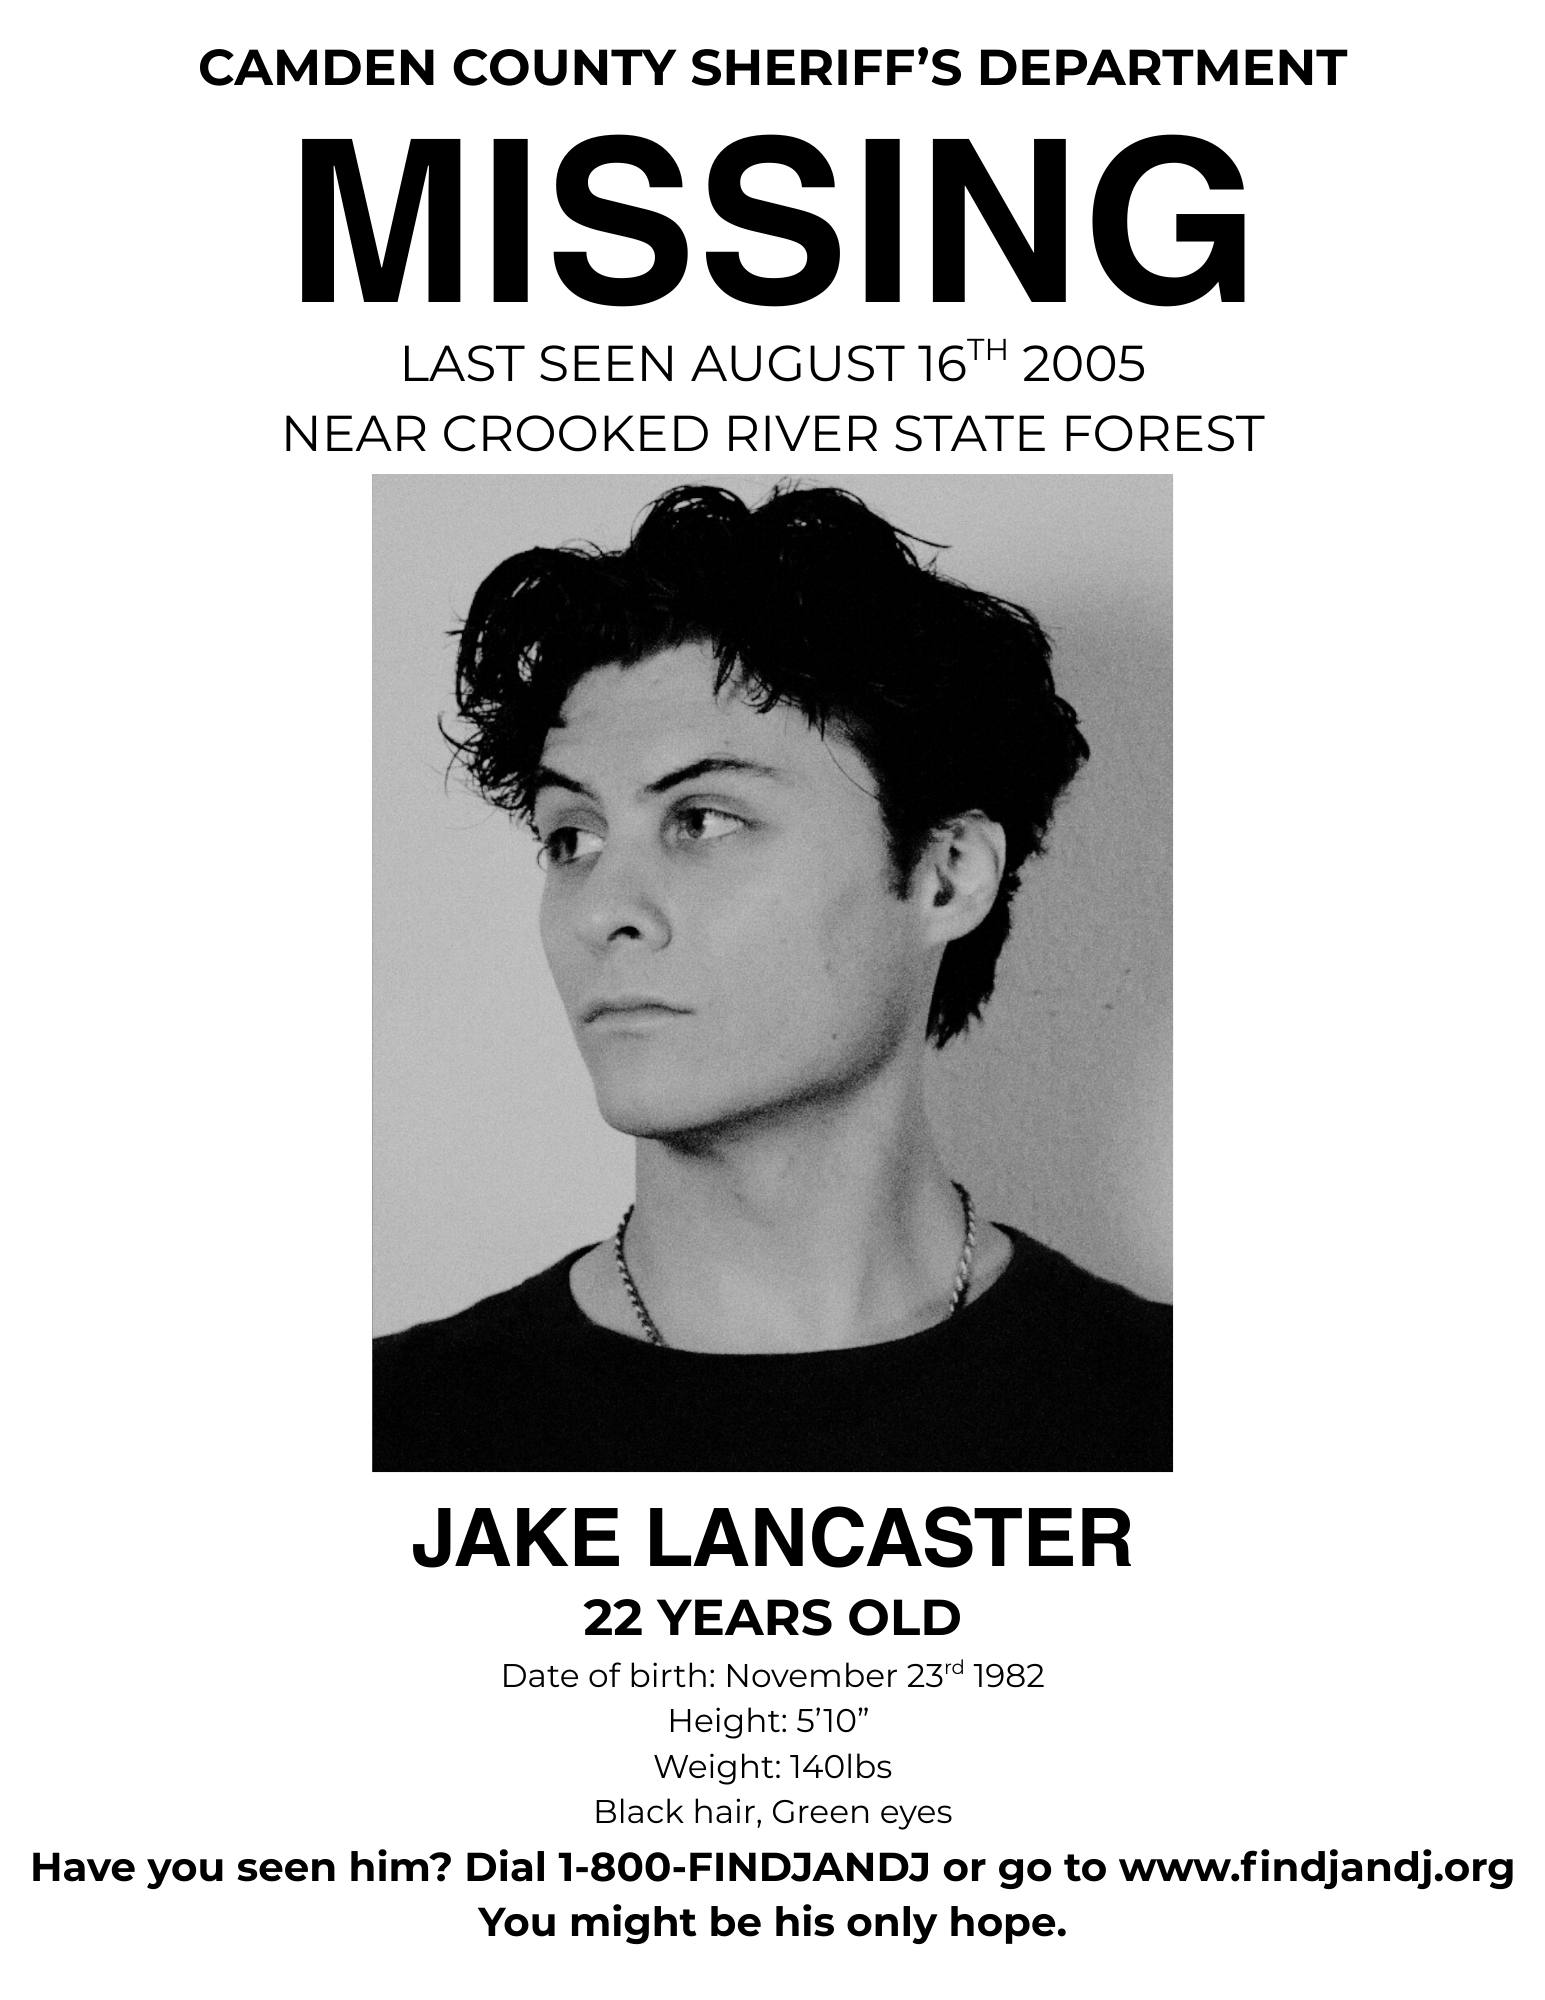 CAMDEN COUNTY SHERIFF’S DEPARTMENT
MISSING
LAST SEEN AUGUST 16TH 2005
NEAR CROOKED RIVER STATE FOREST
JAKE LANCASTER
22 YEARS OLD
Date of birth: November 23rd 1982
Height: 5’10”
Weight: 140lbs
Black hair, Green eyes
Have you seen him? Dial 1-800-FINDJANDJ or go to www.findjandj.org
You might be his only hope.